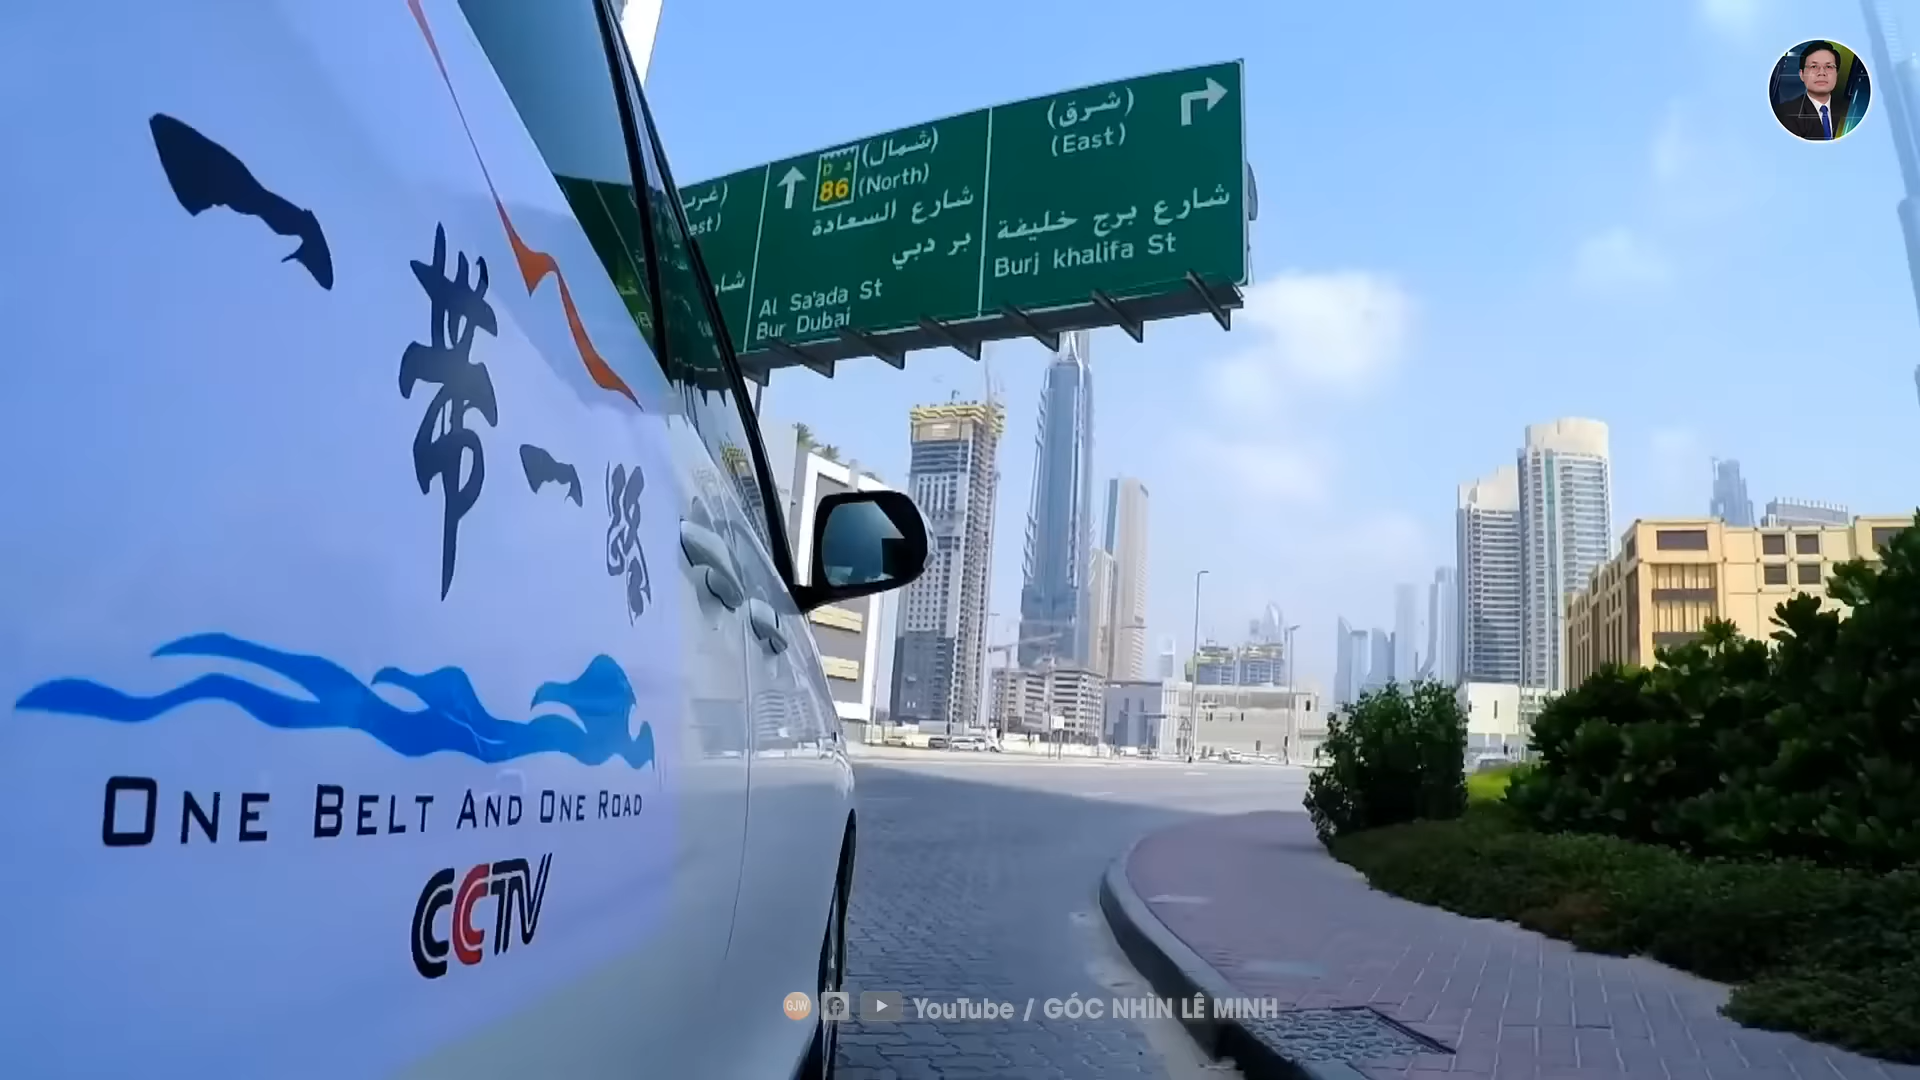 一带一路
ONE BELT AND ONE ROAD
CCTV
86
(شمال)
(North)
شارع السعادة
بر دبي
Al Sa'ada St
Bur Dubai
(شرق)
(East)
شارع برج خليفة
Burj khalifa St
GJW
YouTube / GÓC NHÌN LÊ MINH